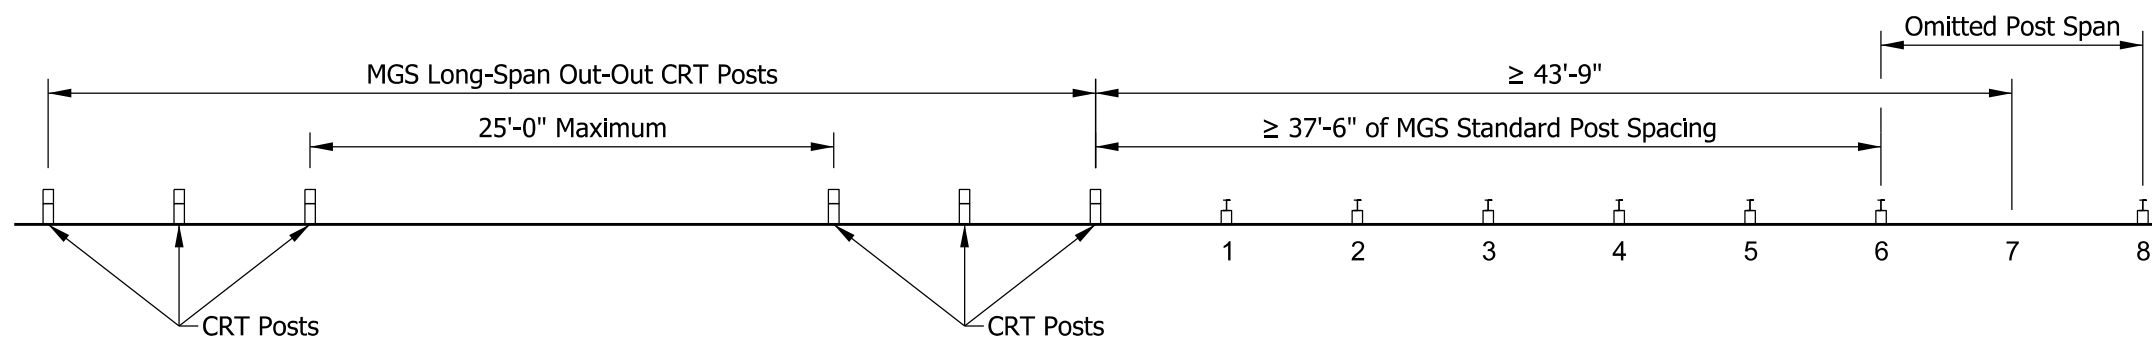 Omitted Post Span
MGS Long-Span Out-Out CRT Posts
≥ 43'-9"
25'-0" Maximum
≥ 37'-6" of MGS Standard Post Spacing
1 2 3 4 5 6 7 8
CRT Posts
CRT Posts